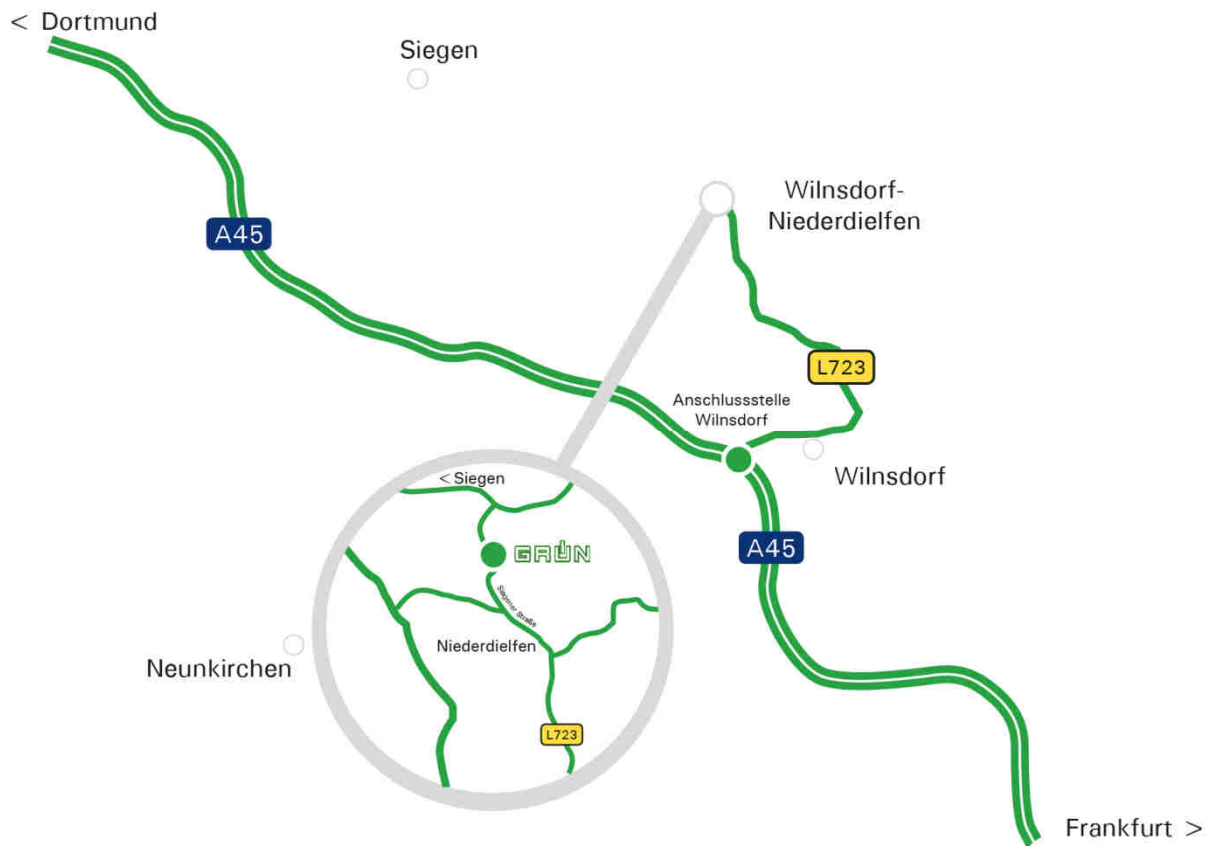 < Dortmund
Siegen
Wilnsdorf-
Niederdielfen
A45
L723
Anschlussstelle
Wilnsdorf
Wilnsdorf
< Siegen
GRÜN
A45
Siegener Straße
Niederdielfen
Neunkirchen
L723
Frankfurt >